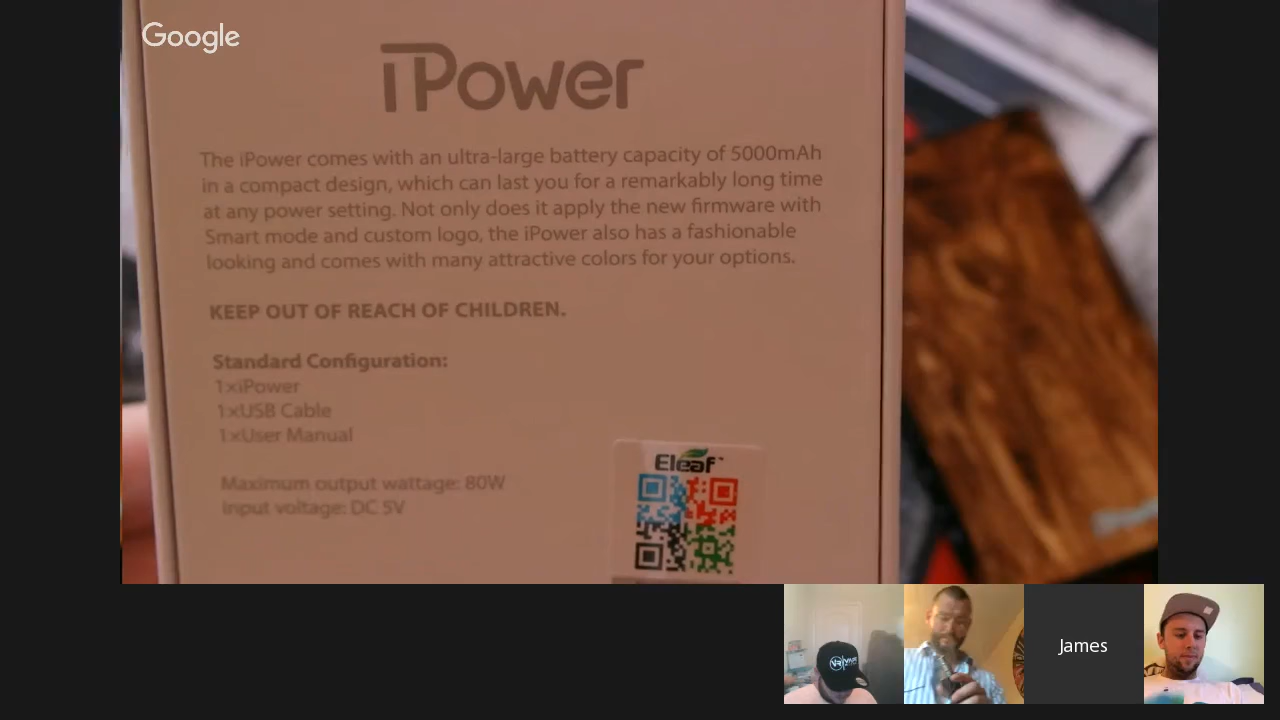 Google
iPower
The iPower comes with an ultra-large battery capacity of 5000mAh
in a compact design, which can last you for a remarkably long time
at any power setting. Not only does it apply the new firmware with
Smart mode and custom logo, the iPower also has a fashionable
looking and comes with many attractive colors for your options.
KEEP OUT OF REACH OF CHILDREN.
Standard Configuration:
1×iPower
1×USB Cable
1×User Manual
Maximum output wattage: 80W
Input voltage: DC 5V
Eleaf
James